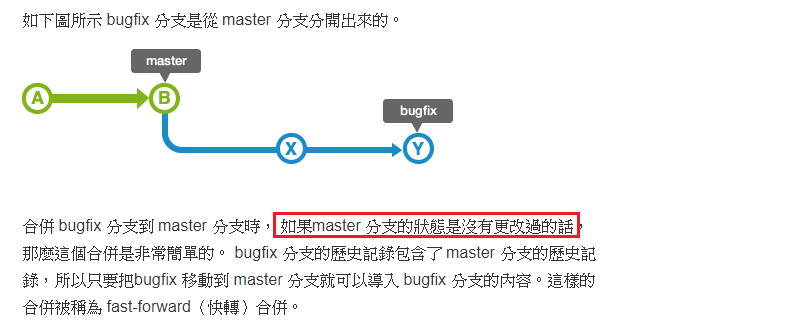 如下圖所示 bugfix 分支是從 master 分支分開出來的。
master
A
B
bugfix
X
Y
合併 bugfix 分支到 master 分支時，如果master 分支的狀態是沒有更改過的話，
那麼這個合併是非常簡單的。 bugfix 分支的歷史記錄包含了 master 分支的歷史記
錄，所以只要把bugfix 移動到 master 分支就可以導入 bugfix 分支的內容。這樣的
合併被稱為 fast-forward（快轉）合併。